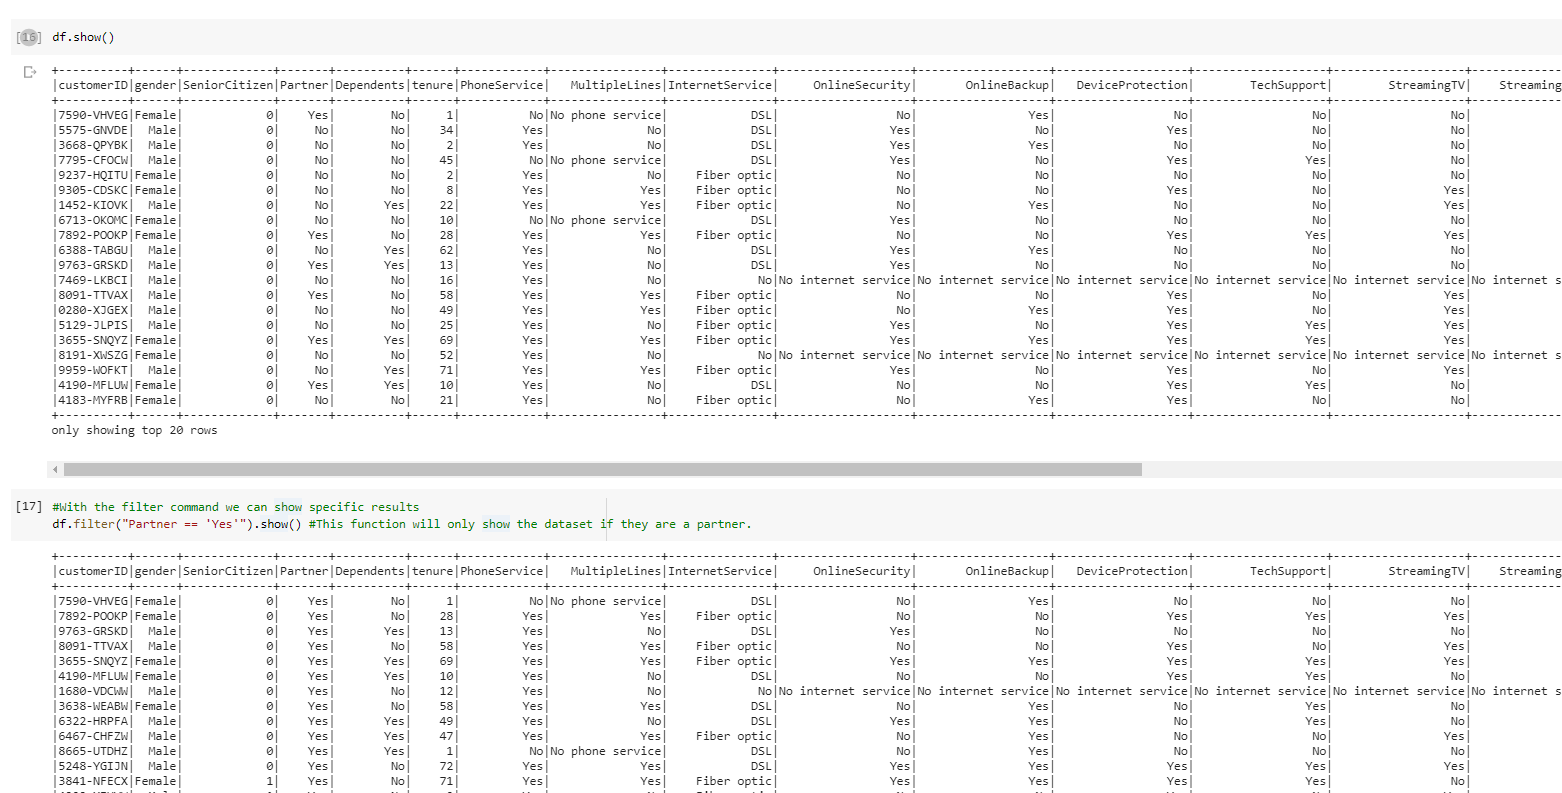 [16] df.show()
+----------+------+-------------+-------+----------+------+------------+----------------+---------------+-------------------+-------------------+-------------------+-------------------+-------------------+------------
|customerID|gender|SeniorCitizen|Partner|Dependents|tenure|PhoneService|   MultipleLines|InternetService|     OnlineSecurity|       OnlineBackup|   DeviceProtection|        TechSupport|        StreamingTV|    Streaming
+----------+------+-------------+-------+----------+------+------------+----------------+---------------+-------------------+-------------------+-------------------+-------------------+-------------------+------------
|7590-VHVEG|Female|            0|    Yes|        No|     1|          No|No phone service|            DSL|                 No|                Yes|                 No|                 No|                 No|
|5575-GNVDE|  Male|            0|     No|        No|    34|         Yes|              No|            DSL|                Yes|                 No|                Yes|                 No|                 No|
|3668-QPYBK|  Male|            0|     No|        No|     2|         Yes|              No|            DSL|                Yes|                Yes|                 No|                 No|                 No|
|7795-CFOCW|  Male|            0|     No|        No|    45|          No|No phone service|            DSL|                Yes|                 No|                Yes|                Yes|                 No|
|9237-HQITU|Female|            0|     No|        No|     2|         Yes|              No|    Fiber optic|                 No|                 No|                 No|                 No|                 No|
|9305-CDSKC|Female|            0|     No|        No|     8|         Yes|             Yes|    Fiber optic|                 No|                 No|                Yes|                 No|                Yes|
|1452-KIOVK|  Male|            0|     No|       Yes|    22|         Yes|             Yes|    Fiber optic|                 No|                Yes|                 No|                 No|                Yes|
|6713-OKOMC|Female|            0|     No|        No|    10|          No|No phone service|            DSL|                Yes|                 No|                 No|                 No|                 No|
|7892-POOKP|Female|            0|    Yes|        No|    28|         Yes|             Yes|    Fiber optic|                 No|                 No|                Yes|                Yes|                Yes|
|6388-TABGU|  Male|            0|     No|       Yes|    62|         Yes|              No|            DSL|                Yes|                Yes|                 No|                 No|                 No|
|9763-GRSKD|  Male|            0|    Yes|       Yes|    13|         Yes|              No|            DSL|                Yes|                 No|                 No|                 No|                 No|
|7469-LKBCI|  Male|            0|     No|        No|    16|         Yes|              No|             No|No internet service|No internet service|No internet service|No internet service|No internet service|No internet s
|8091-TTVAX|  Male|            0|    Yes|        No|    58|         Yes|             Yes|    Fiber optic|                 No|                 No|                Yes|                 No|                Yes|
|0280-XJGEX|  Male|            0|     No|        No|    49|         Yes|             Yes|    Fiber optic|                 No|                Yes|                Yes|                 No|                Yes|
|5129-JLPIS|  Male|            0|     No|        No|    25|         Yes|              No|    Fiber optic|                Yes|                 No|                Yes|                Yes|                Yes|
|3655-SNQYZ|Female|            0|    Yes|       Yes|    69|         Yes|             Yes|    Fiber optic|                Yes|                Yes|                Yes|                Yes|                Yes|
|8191-XWSZG|Female|            0|     No|        No|    52|         Yes|              No|             No|No internet service|No internet service|No internet service|No internet service|No internet service|No internet s
|9959-WOFKT|  Male|            0|     No|       Yes|    71|         Yes|             Yes|    Fiber optic|                Yes|                 No|                Yes|                 No|                Yes|
|4190-MFLUW|Female|            0|    Yes|       Yes|    10|         Yes|              No|            DSL|                 No|                 No|                Yes|                Yes|                 No|
|4183-MYFRB|Female|            0|     No|        No|    21|         Yes|              No|    Fiber optic|                 No|                Yes|                Yes|                 No|                 No|
+----------+------+-------------+-------+----------+------+------------+----------------+---------------+-------------------+-------------------+-------------------+-------------------+-------------------+------------
only showing top 20 rows
[17] #With the filter command we can show specific results
df.filter("Partner == 'Yes'").show() #This function will only show the dataset if they are a partner.
+----------+------+-------------+-------+----------+------+------------+----------------+---------------+-------------------+-------------------+-------------------+-------------------+-------------------+------------
|customerID|gender|SeniorCitizen|Partner|Dependents|tenure|PhoneService|   MultipleLines|InternetService|     OnlineSecurity|       OnlineBackup|   DeviceProtection|        TechSupport|        StreamingTV|    Streaming
+----------+------+-------------+-------+----------+------+------------+----------------+---------------+-------------------+-------------------+-------------------+-------------------+-------------------+------------
|7590-VHVEG|Female|            0|    Yes|        No|     1|          No|No phone service|            DSL|                 No|                Yes|                 No|                 No|                 No|
|7892-POOKP|Female|            0|    Yes|        No|    28|         Yes|             Yes|    Fiber optic|                 No|                 No|                Yes|                Yes|                Yes|
|9763-GRSKD|  Male|            0|    Yes|       Yes|    13|         Yes|              No|            DSL|                Yes|                 No|                 No|                 No|                 No|
|8091-TTVAX|  Male|            0|    Yes|        No|    58|         Yes|             Yes|    Fiber optic|                 No|                 No|                Yes|                 No|                Yes|
|3655-SNQYZ|Female|            0|    Yes|       Yes|    69|         Yes|             Yes|    Fiber optic|                Yes|                Yes|                Yes|                Yes|                Yes|
|4190-MFLUW|Female|            0|    Yes|       Yes|    10|         Yes|              No|            DSL|                 No|                 No|                Yes|                Yes|                 No|
|1680-VDCWW|  Male|            0|    Yes|        No|    12|         Yes|              No|             No|No internet service|No internet service|No internet service|No internet service|No internet service|No internet s
|3638-WEABW|Female|            0|    Yes|        No|    58|         Yes|             Yes|            DSL|                 No|                Yes|                 No|                Yes|                 No|
|6322-HRPFA|  Male|            0|    Yes|       Yes|    49|         Yes|              No|            DSL|                Yes|                Yes|                 No|                Yes|                 No|
|6467-CHFZW|  Male|            0|    Yes|       Yes|    47|         Yes|             Yes|    Fiber optic|                 No|                Yes|                 No|                 No|                Yes|
|8665-UTDHZ|  Male|            0|    Yes|       Yes|     1|          No|No phone service|            DSL|                 No|                Yes|                 No|                 No|                 No|
|5248-YGIJN|  Male|            0|    Yes|        No|    72|         Yes|             Yes|            DSL|                Yes|                Yes|                Yes|                Yes|                Yes|
|3841-NFECX|Female|            1|    Yes|        No|    71|         Yes|             Yes|    Fiber optic|                Yes|                Yes|                Yes|                Yes|                 No|